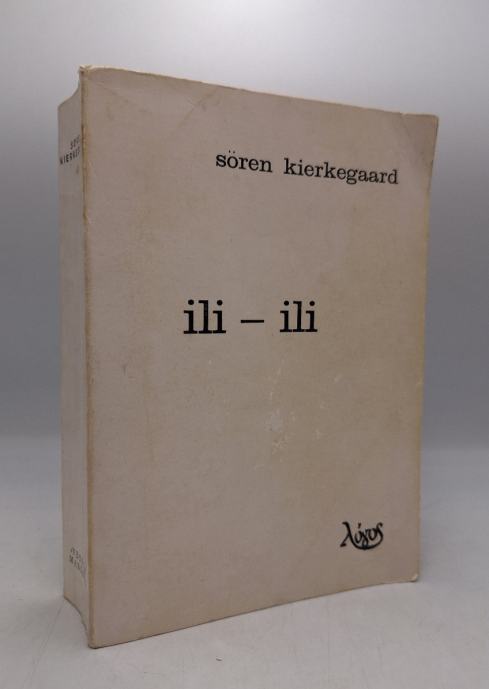 sören kierkegaard
ili – ili
λόγος